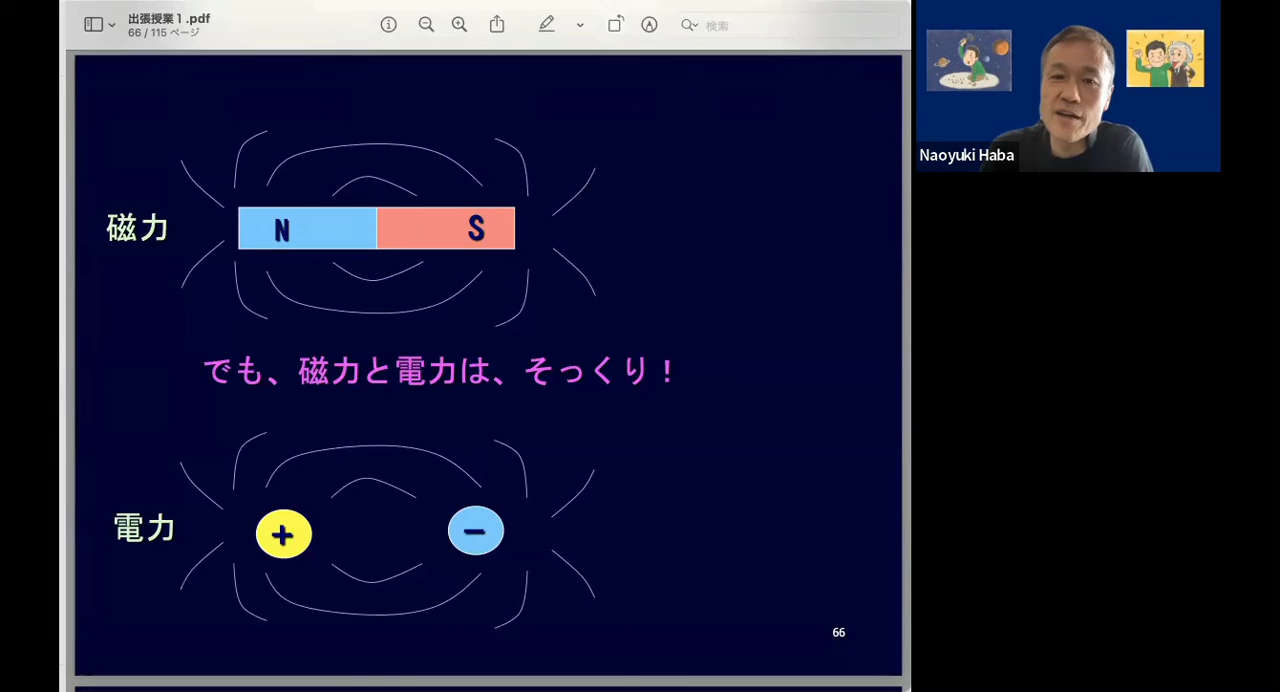 出張授業１.pdf
66 / 115 ページ
検索
Naoyuki Haba
磁力
N
S
でも、磁力と電力は、そっくり！
電力
+
−
66